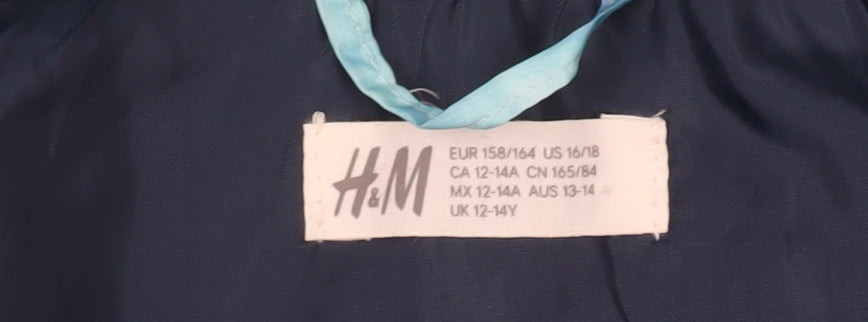 H&M
EUR 158/164 US 16/18
CA 12-14A CN 165/84
MX 12-14A AUS 13-14
UK 12-14Y